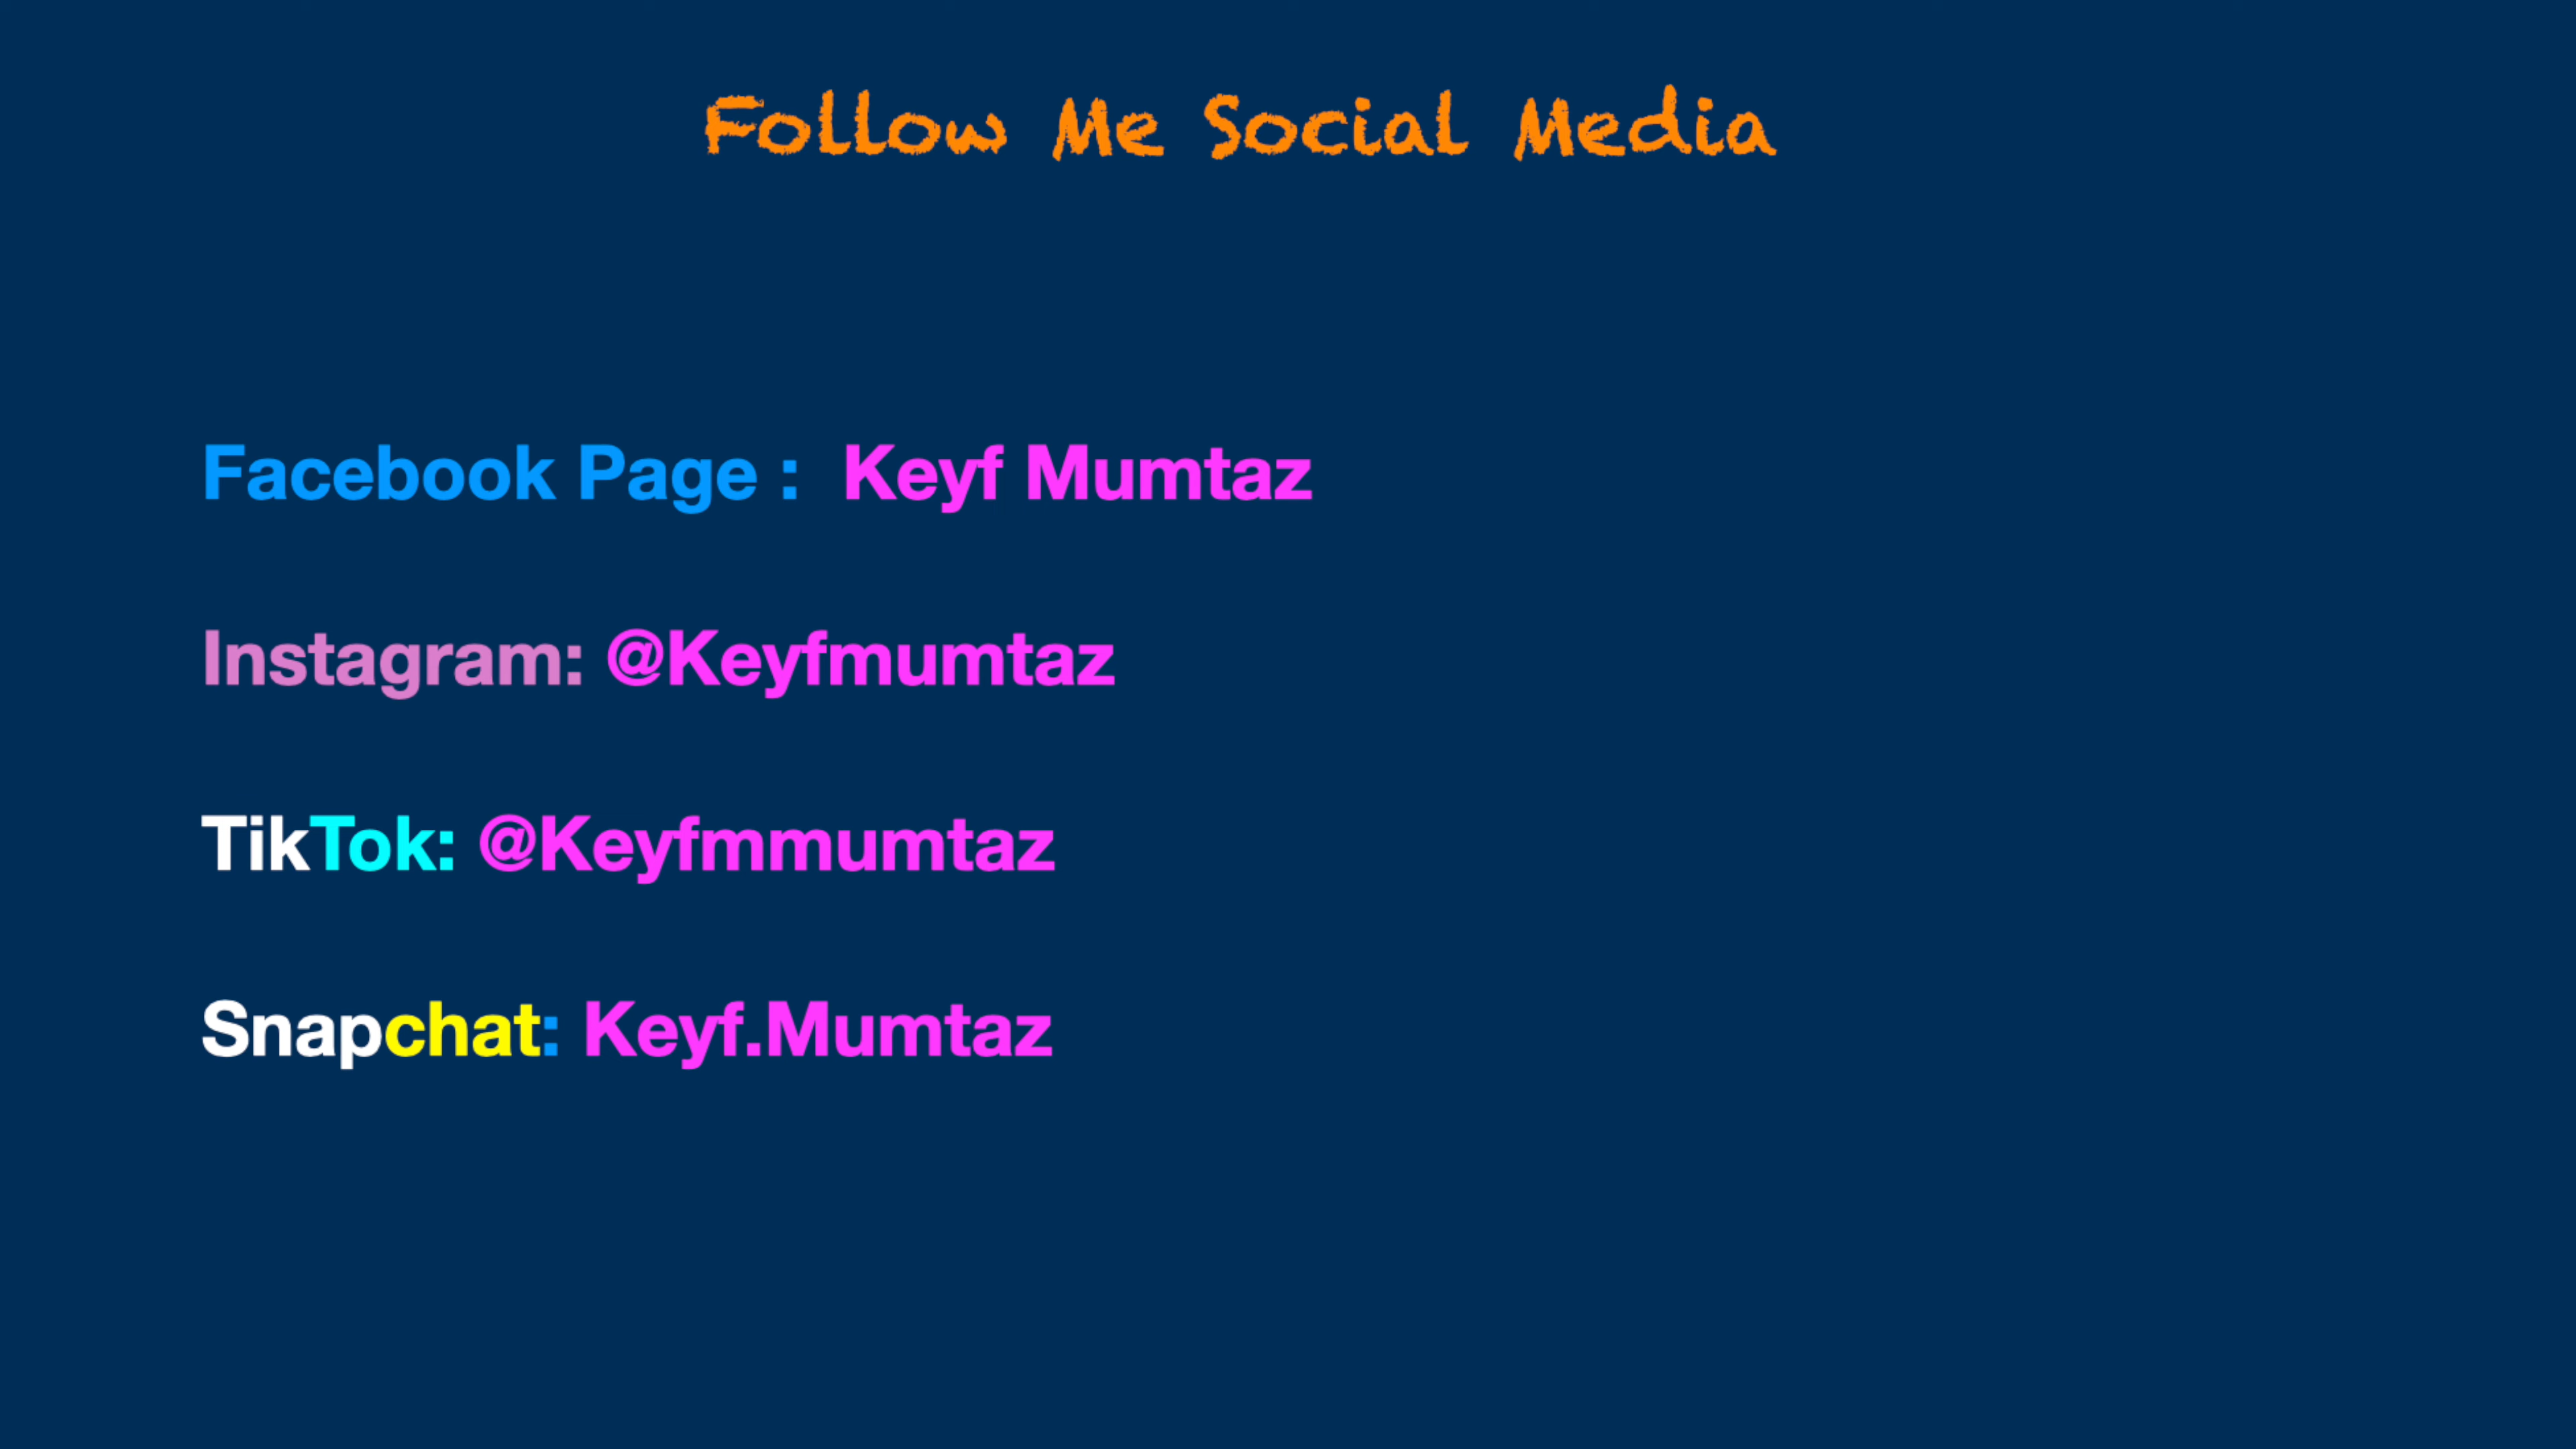 Follow Me Social Media
Facebook Page :  Keyf Mumtaz
Instagram: @Keyfmumtaz
TikTok: @Keyfmmumtaz
Snapchat: Keyf.Mumtaz